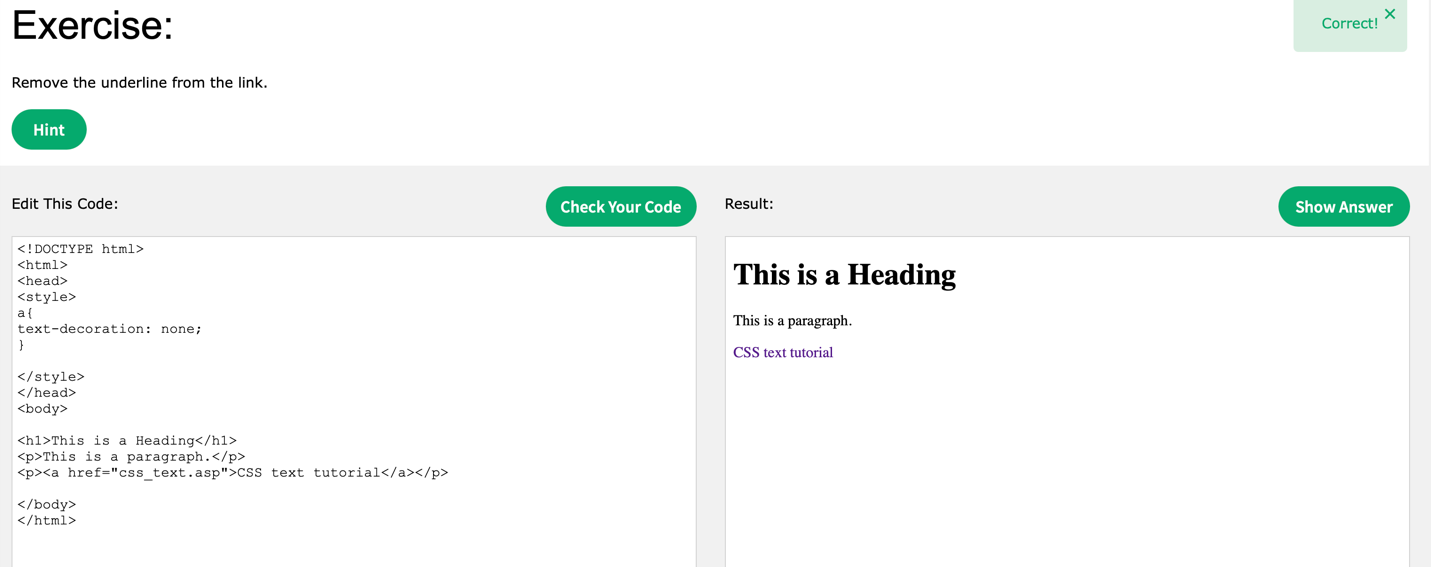 Exercise:
Correct! ×
Remove the underline from the link.
Hint
Edit This Code:
Check Your Code
Result:
Show Answer
<!DOCTYPE html>
<html>
<head>
<style>
a{
text-decoration: none;
}
</style>
</head>
<body>
<h1>This is a Heading</h1>
<p>This is a paragraph.</p>
<p><a href="css_text.asp">CSS text tutorial</a></p>
</body>
</html>
This is a Heading
This is a paragraph.
CSS text tutorial